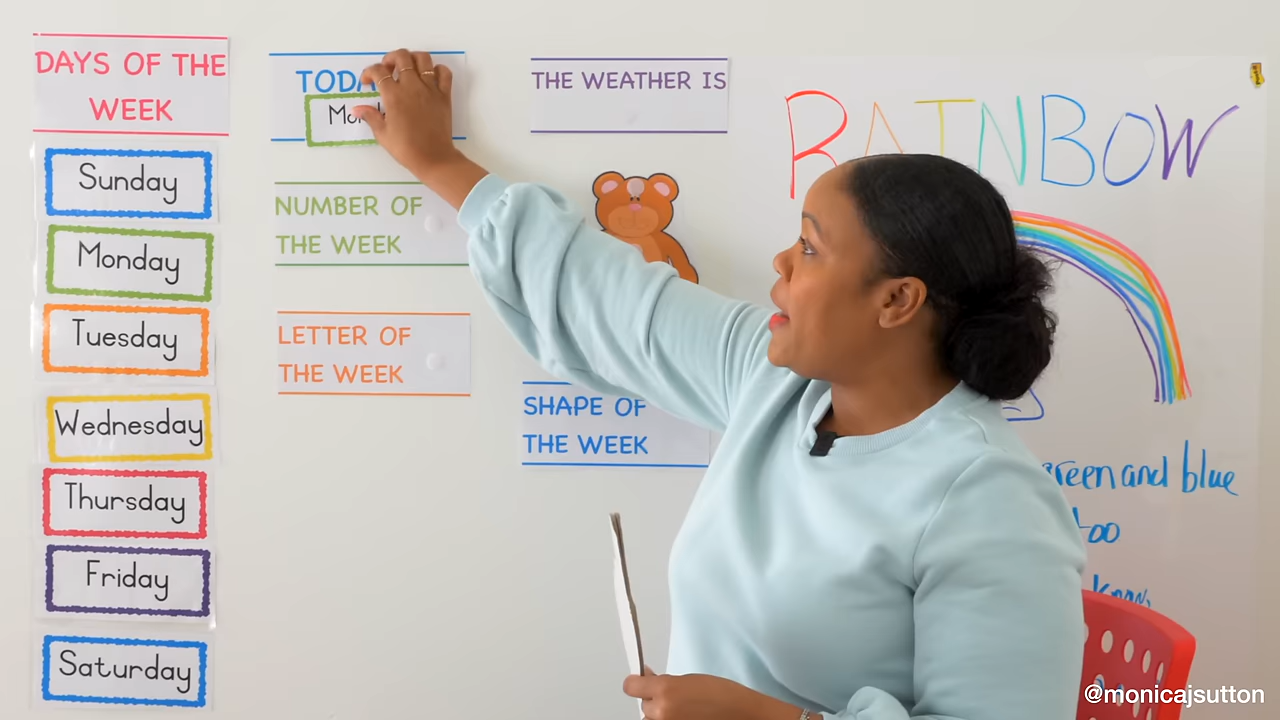 DAYS OF THE
WEEK
Sunday
Monday
Tuesday
Wednesday
Thursday
Friday
Saturday
NUMBER OF
THE WEEK
LETTER OF
THE WEEK
THE WEATHER IS
SHAPE OF
THE WEEK
RAINBOW
green and blue
too
@monicajsutton